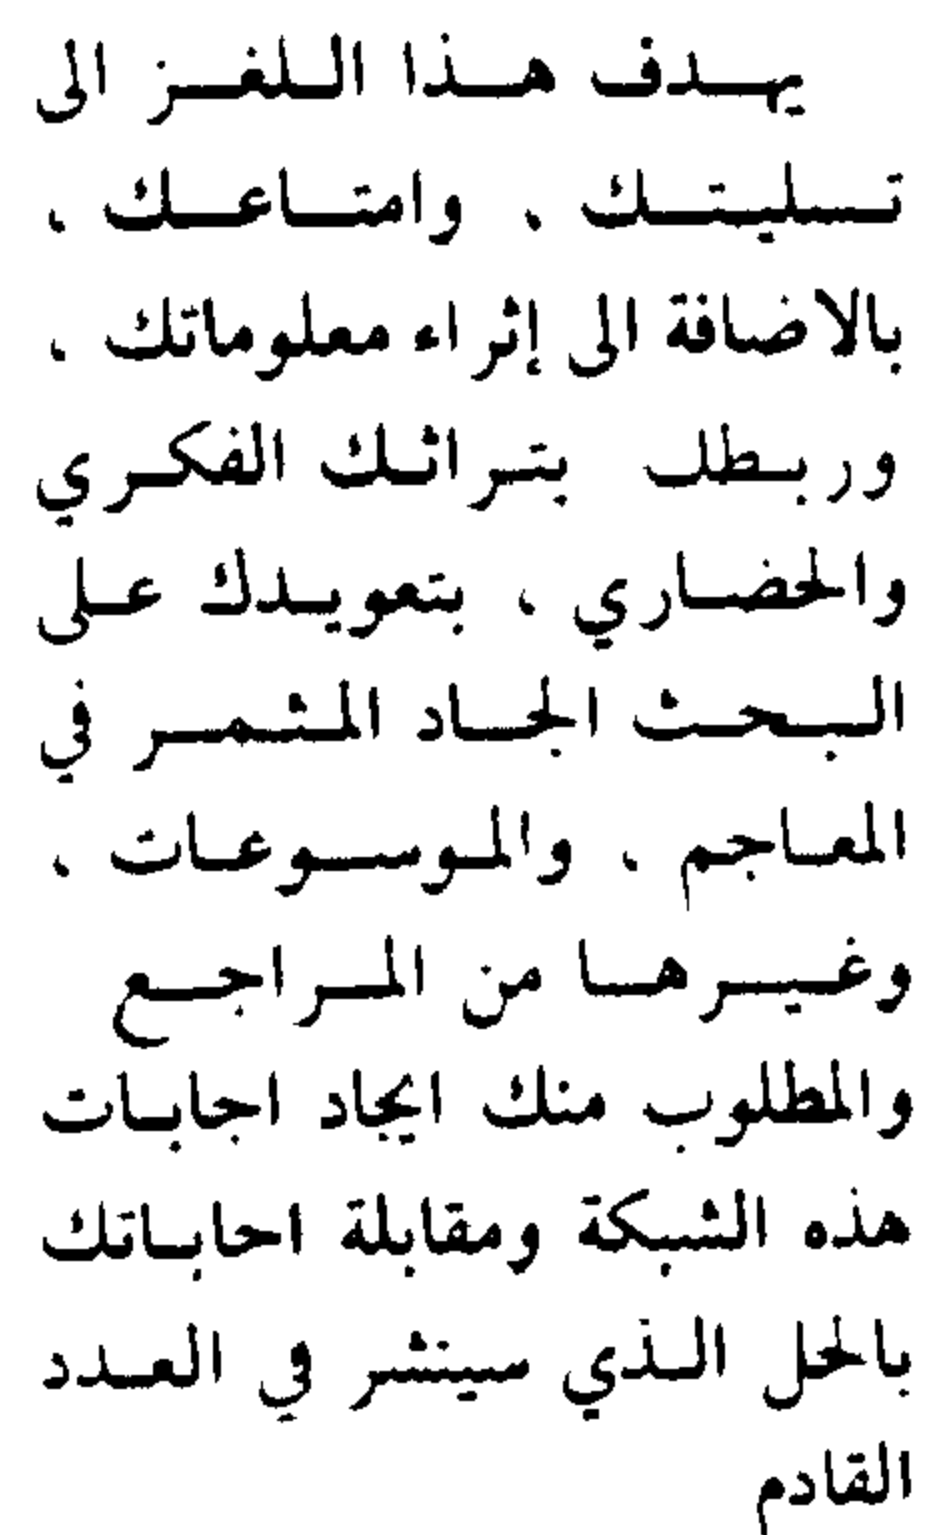 يهدف هذا اللغز الى
تسليتك ، وامتاعك ،
بالاضافة الى إثراء معلوماتك ،
وربطك بتراثك الفكري
والحضاري ، بتعويدك على
البحث الجاد المثمر في
المعاجم ، والموسوعات ،
وغيرها من المراجع
والمطلوب منك ايجاد اجابات
هذه الشبكة ومقابلة احاباتك
بالحل الذي سينشر في العدد
القادم